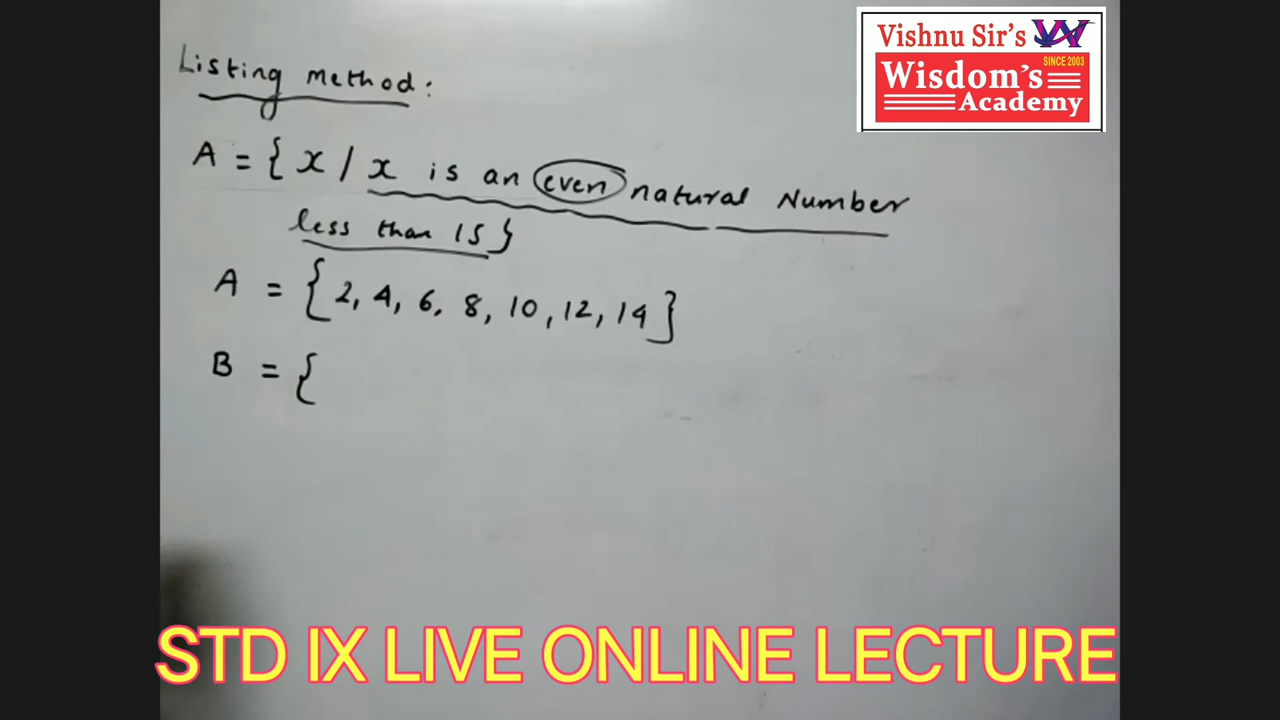 Vishnu Sir's
SINCE 2003
Wisdom's
Academy
Listing method:
A = { x / x is an even natural Number
less than 15 }
A = { 2, 4, 6, 8, 10, 12, 14 }
B = {
STD IX LIVE ONLINE LECTURE